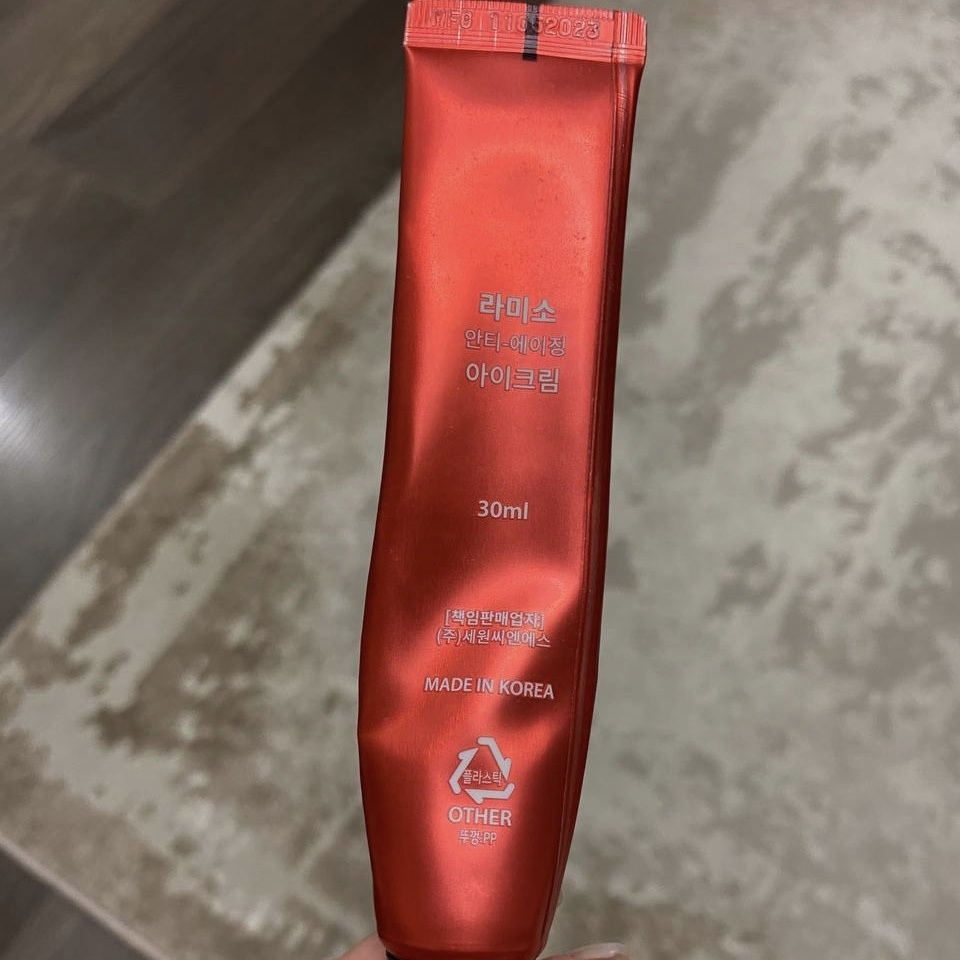 MFG 11052023
라미소
안티-에이징
아이크림
30ml
[책임판매업자]
(주)세원씨엔에스
MADE IN KOREA
플라스틱
OTHER
뚜껑:PP